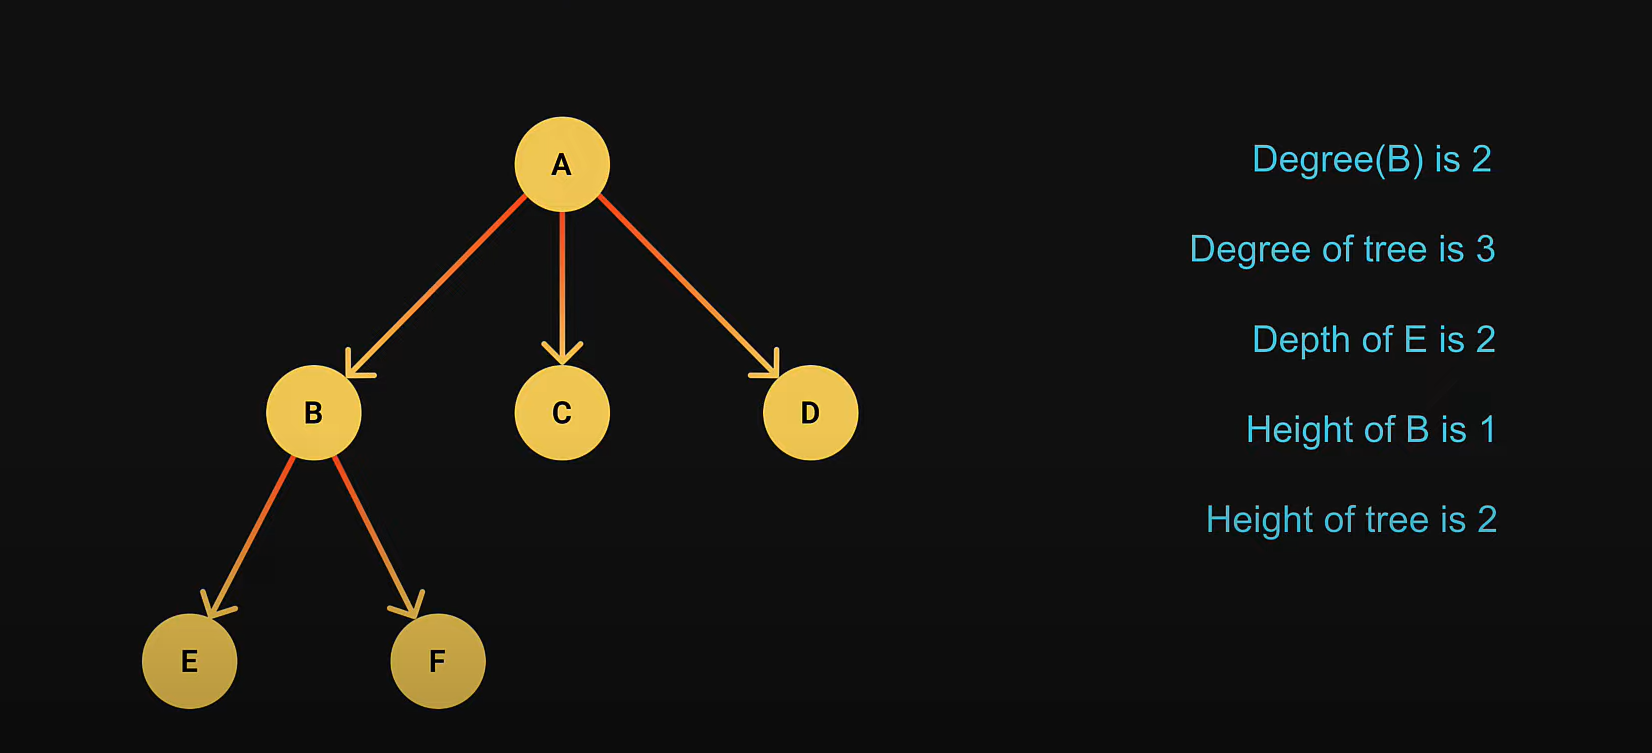 A
B
C
D
E
F
Degree(B) is 2
Degree of tree is 3
Depth of E is 2
Height of B is 1
Height of tree is 2